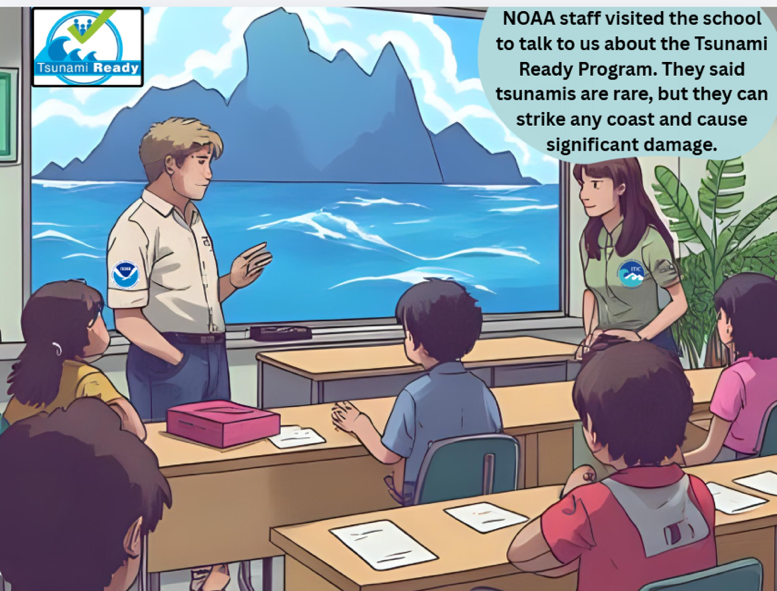 Tsunami Ready
NOAA staff visited the school
to talk to us about the Tsunami
Ready Program. They said
tsunamis are rare, but they can
strike any coast and cause
significant damage.
NOAA
ITIC